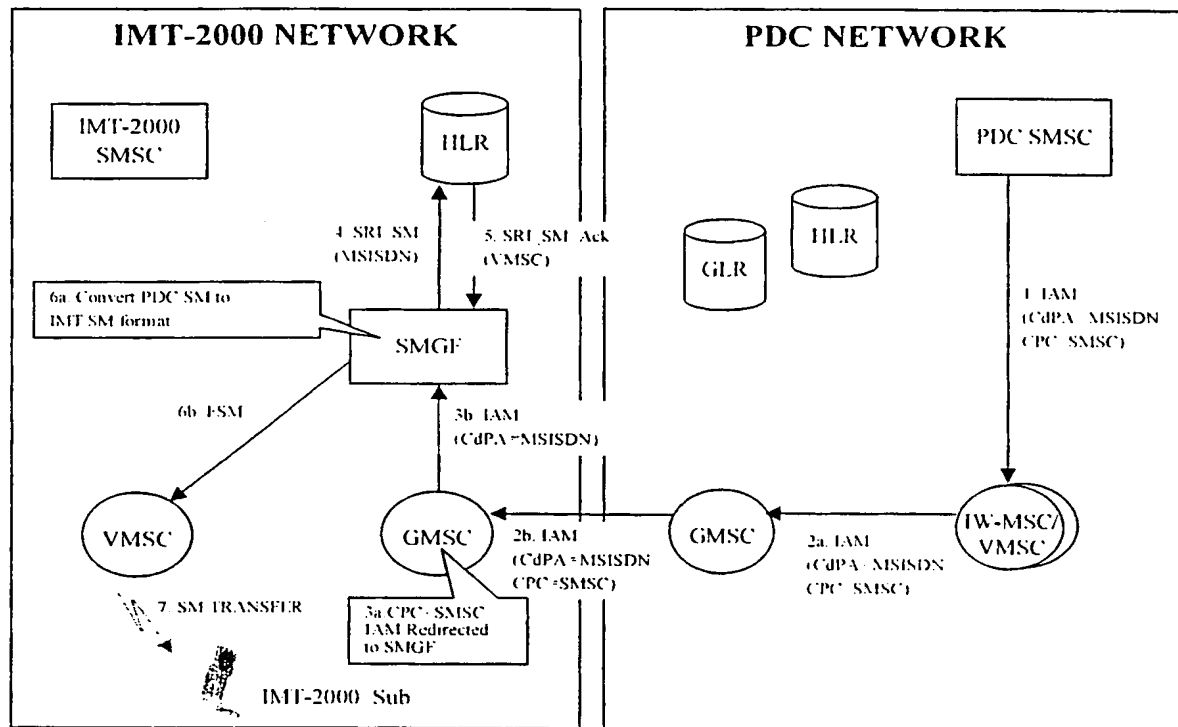 IMT-2000 NETWORK
PDC NETWORK
IMT-2000
SMSC
HLR
PDC SMSC
4. SRI_SM
(MSISDN)
5. SRI_SM_Ack
(VMSC)
GLR
HLR
6a. Convert PDC SM to
IMT SM format
SMGF
1. IAM
(CdPA=MSISDN
CPC=SMSC)
6b. FSM
3b. IAM
(CdPA=MSISDN)
VMSC
GMSC
2b. IAM
(CdPA=MSISDN
CPC=SMSC)
GMSC
2a. IAM
(CdPA=MSISDN
CPC=SMSC)
IW-MSC/
VMSC
7. SM TRANSFER
3a. CPC=SMSC
IAM Redirected
to SMGF
IMT-2000 Sub